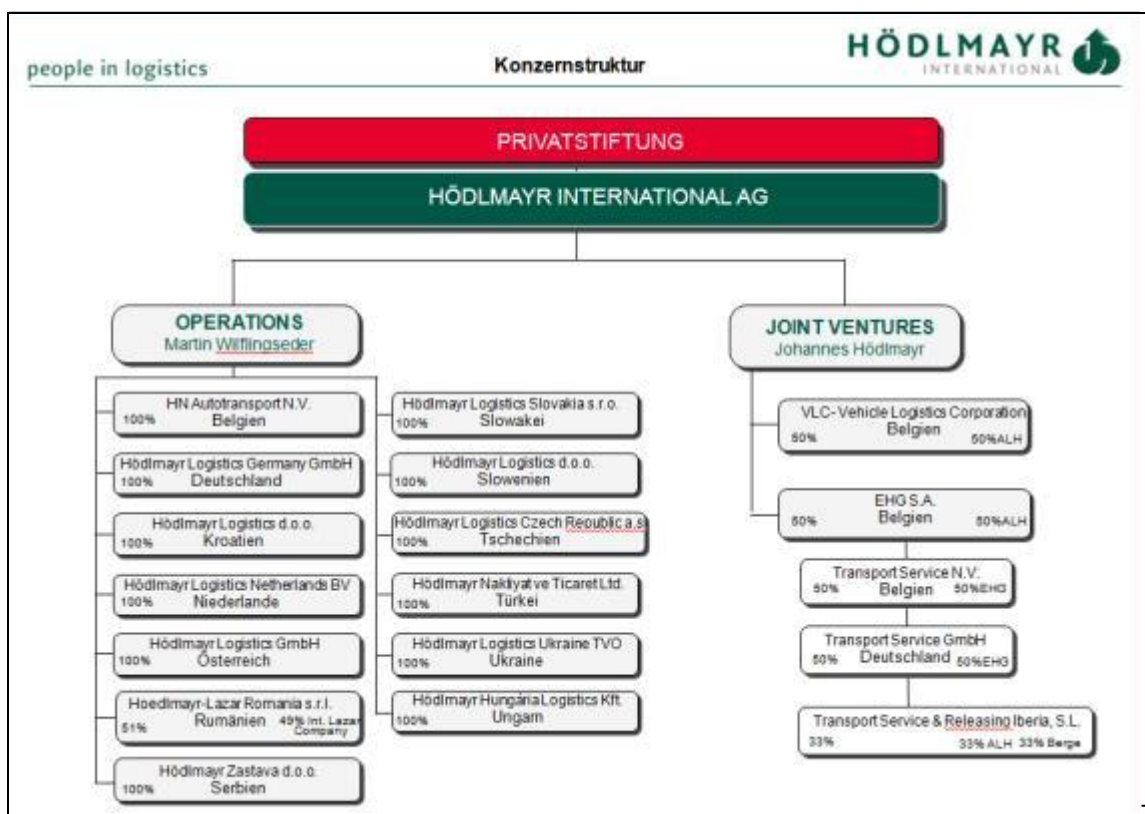 people in logistics
Konzernstruktur
HÖDLMAYR
INTERNATIONAL
PRIVATSTIFTUNG
HÖDLMAYR INTERNATIONAL AG
OPERATIONS
Martin Wilflingseder
HN Autotransport N.V.
100% Belgien
Hödlmayr Logistics Germany GmbH
100% Deutschland
Hödlmayr Logistics d.o.o.
100% Kroatien
Hödlmayr Logistics Netherlands BV
100% Niederlande
Hödlmayr Logistics GmbH
100% Österreich
Hoedlmayr-Lazar Romania s.r.l.
51% Rumänien 49% Int. Lazar
Company
Hödlmayr Zastava d.o.o.
100% Serbien
Hödlmayr Logistics Slovakia s.r.o.
100% Slowakei
Hödlmayr Logistics d.o.o.
100% Slowenien
Hödlmayr Logistics Czech Republic a.s
100% Tschechien
Hödlmayr Nakliyat ve Ticaret Ltd.
100% Türkei
Hödlmayr Logistics Ukraine TVO
100% Ukraine
Hödlmayr Hungária Logistics Kft.
100% Ungarn
JOINT VENTURES
Johannes Hödlmayr
VLC- Vehicle Logistics Corporation
50% Belgien 50%ALH
EHG S.A.
50% Belgien 50%ALH
Transport Service N.V.
50% Belgien 50%EHG
Transport Service GmbH
50% Deutschland 50%EHG
Transport Service & Releasing Iberia, S.L.
33% 33% ALH 33% Berge